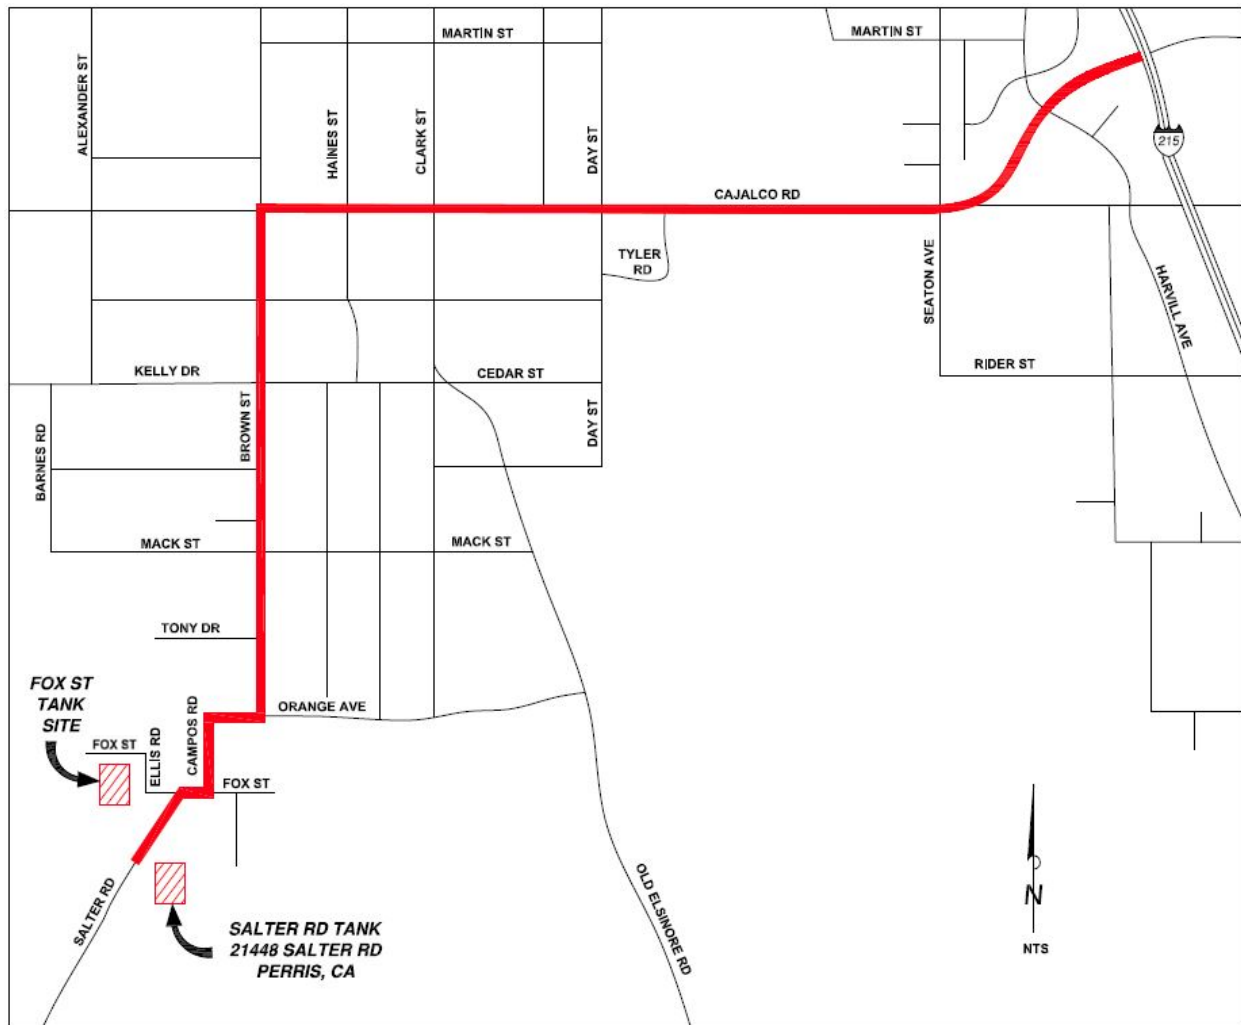 MARTIN ST
MARTIN ST
ALEXANDER ST
HAINES ST
CLARK ST
DAY ST
215
CAJALCO RD
TYLER
RD
SEATON AVE
HARVILL AVE
KELLY DR
CEDAR ST
RIDER ST
BROWN ST
DAY ST
BARNES RD
MACK ST
MACK ST
TONY DR
FOX ST
TANK
SITE
CAMPOS RD
ORANGE AVE
FOX ST
ELLIS RD
FOX ST
SALTER RD
OLD ELSINORE RD
N
NTS
SALTER RD TANK
21448 SALTER RD
PERRIS, CA